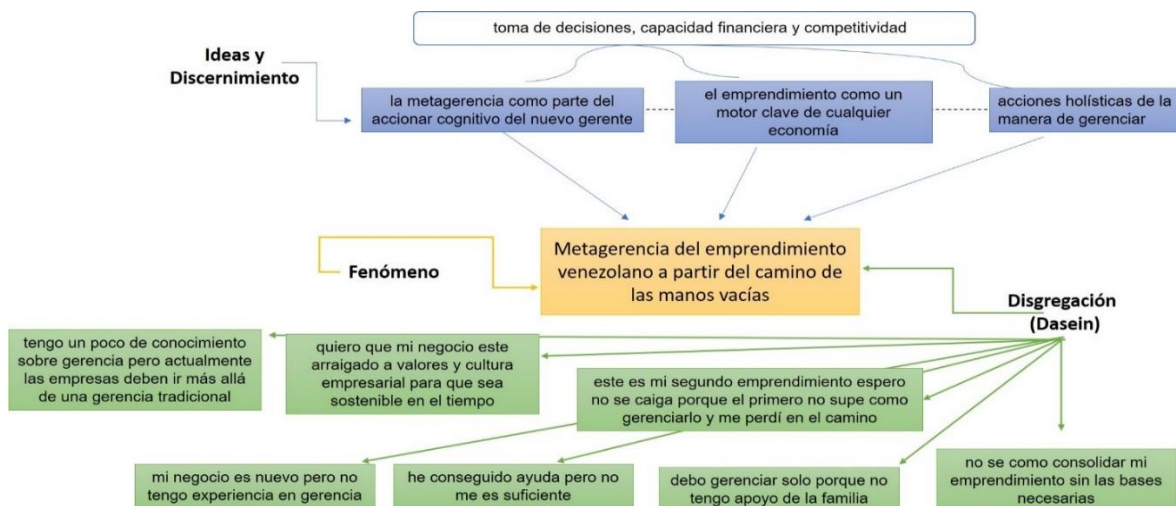 toma de decisiones, capacidad financiera y competitividad
Ideas y
Discernimiento
la metagerencia como parte del
accionar cognitivo del nuevo gerente
el emprendimiento como un
motor clave de cualquier
economía
acciones holísticas de la
manera de gerenciar
Metagerencia del emprendimiento
venezolano a partir del camino de
las manos vacías
Fenómeno
Disgregación
(Dasein)
tengo un poco de conocimiento
sobre gerencia pero actualmente
las empresas deben ir más allá
de una gerencia tradicional
quiero que mi negocio este
arraigado a valores y cultura
empresarial para que sea
sostenible en el tiempo
este es mi segundo emprendimiento espero
no se caiga porque el primero no supe como
gerenciarlo y me perdí en el camino
mi negocio es nuevo pero no
tengo experiencia en gerencia
he conseguido ayuda pero no
me es suficiente
debo gerenciar solo porque no
tengo apoyo de la familia
no se como consolidar mi
emprendimiento sin las bases
necesarias